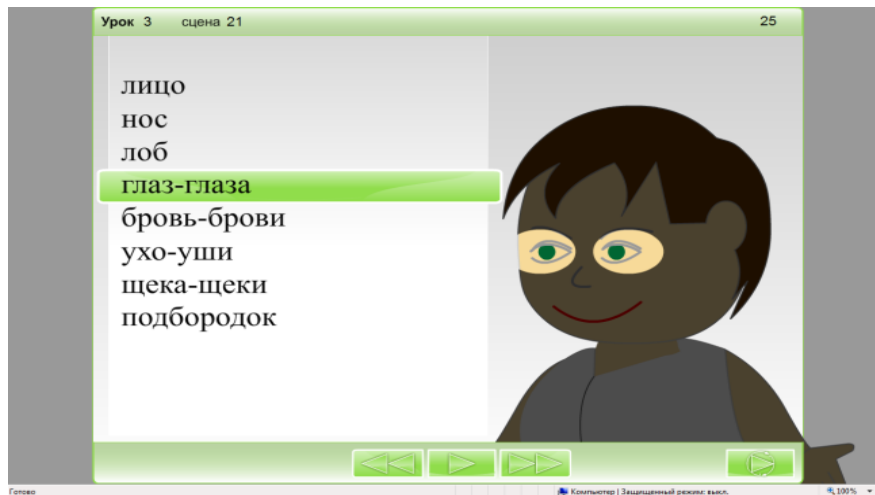 Урок 3 сцена 21 25
лицо
нос
лоб
глаз-глаза
бровь-брови
ухо-уши
щека-щеки
подбородок
Готово Компьютер | Защищенный режим: выкл. 100%